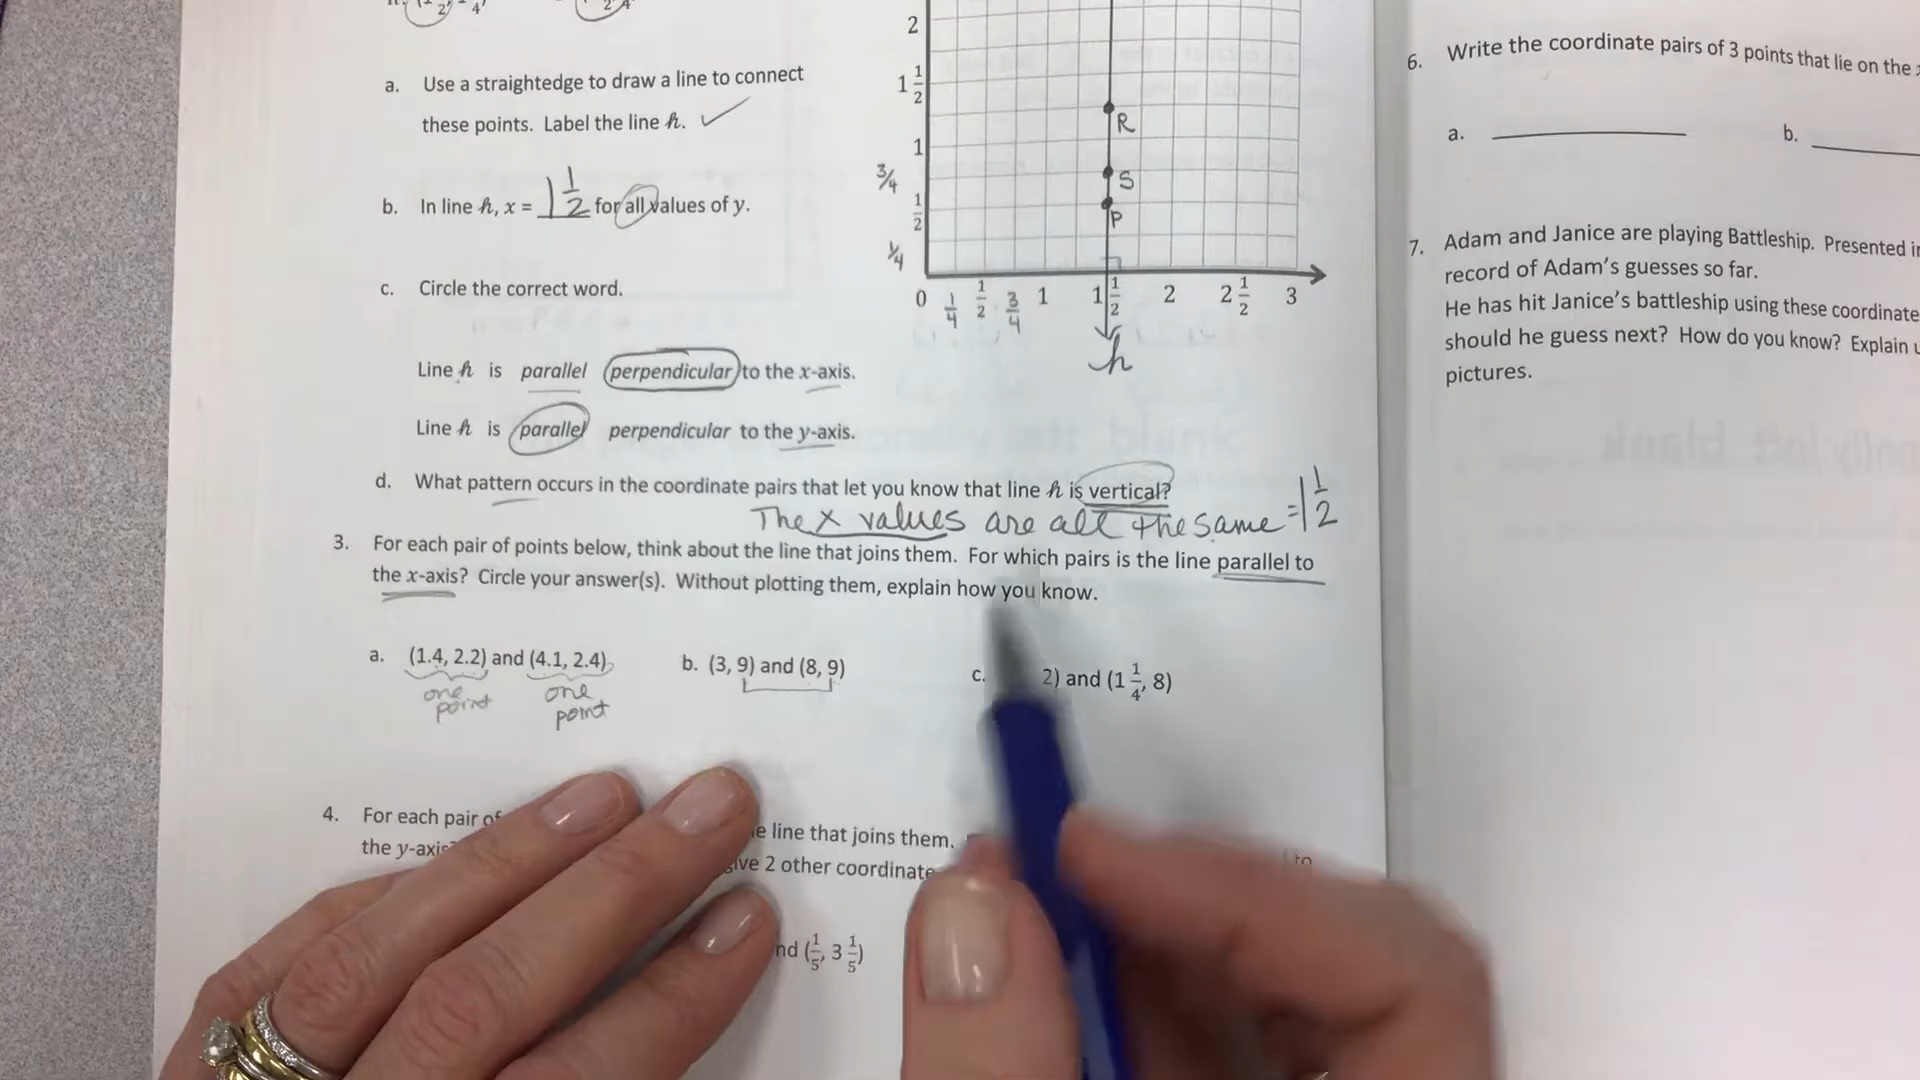 a. Use a straightedge to draw a line to connect
these points. Label the line h. ✓
b. In line h, x = 1 1/2 for all values of y.
c. Circle the correct word.
Line h is parallel perpendicular to the x-axis.
Line h is parallel perpendicular to the y-axis.
d. What pattern occurs in the coordinate pairs that let you know that line h is vertical?
The x values are all the same = 1 1/2
2
1 1/2
1
3/4
1/2
1/4
R
S
P
0 1/4 1/2 3/4 1 1 1/2 2 2 1/2 3
h
3. For each pair of points below, think about the line that joins them. For which pairs is the line parallel to
the x-axis? Circle your answer(s). Without plotting them, explain how you know.
a. (1.4, 2.2) and (4.1, 2.4) b. (3, 9) and (8, 9) c. 2) and (1 1/4, 8)
one point one point
4. For each pair of line that joins them.
the y-axis 2 other coordinate
(1/5, 3 1/5)
6. Write the coordinate pairs of 3 points that lie on the
a. b.
7. Adam and Janice are playing Battleship. Presented
record of Adam's guesses so far.
He has hit Janice's battleship using these
should he guess next? How do you know? Explain
pictures.